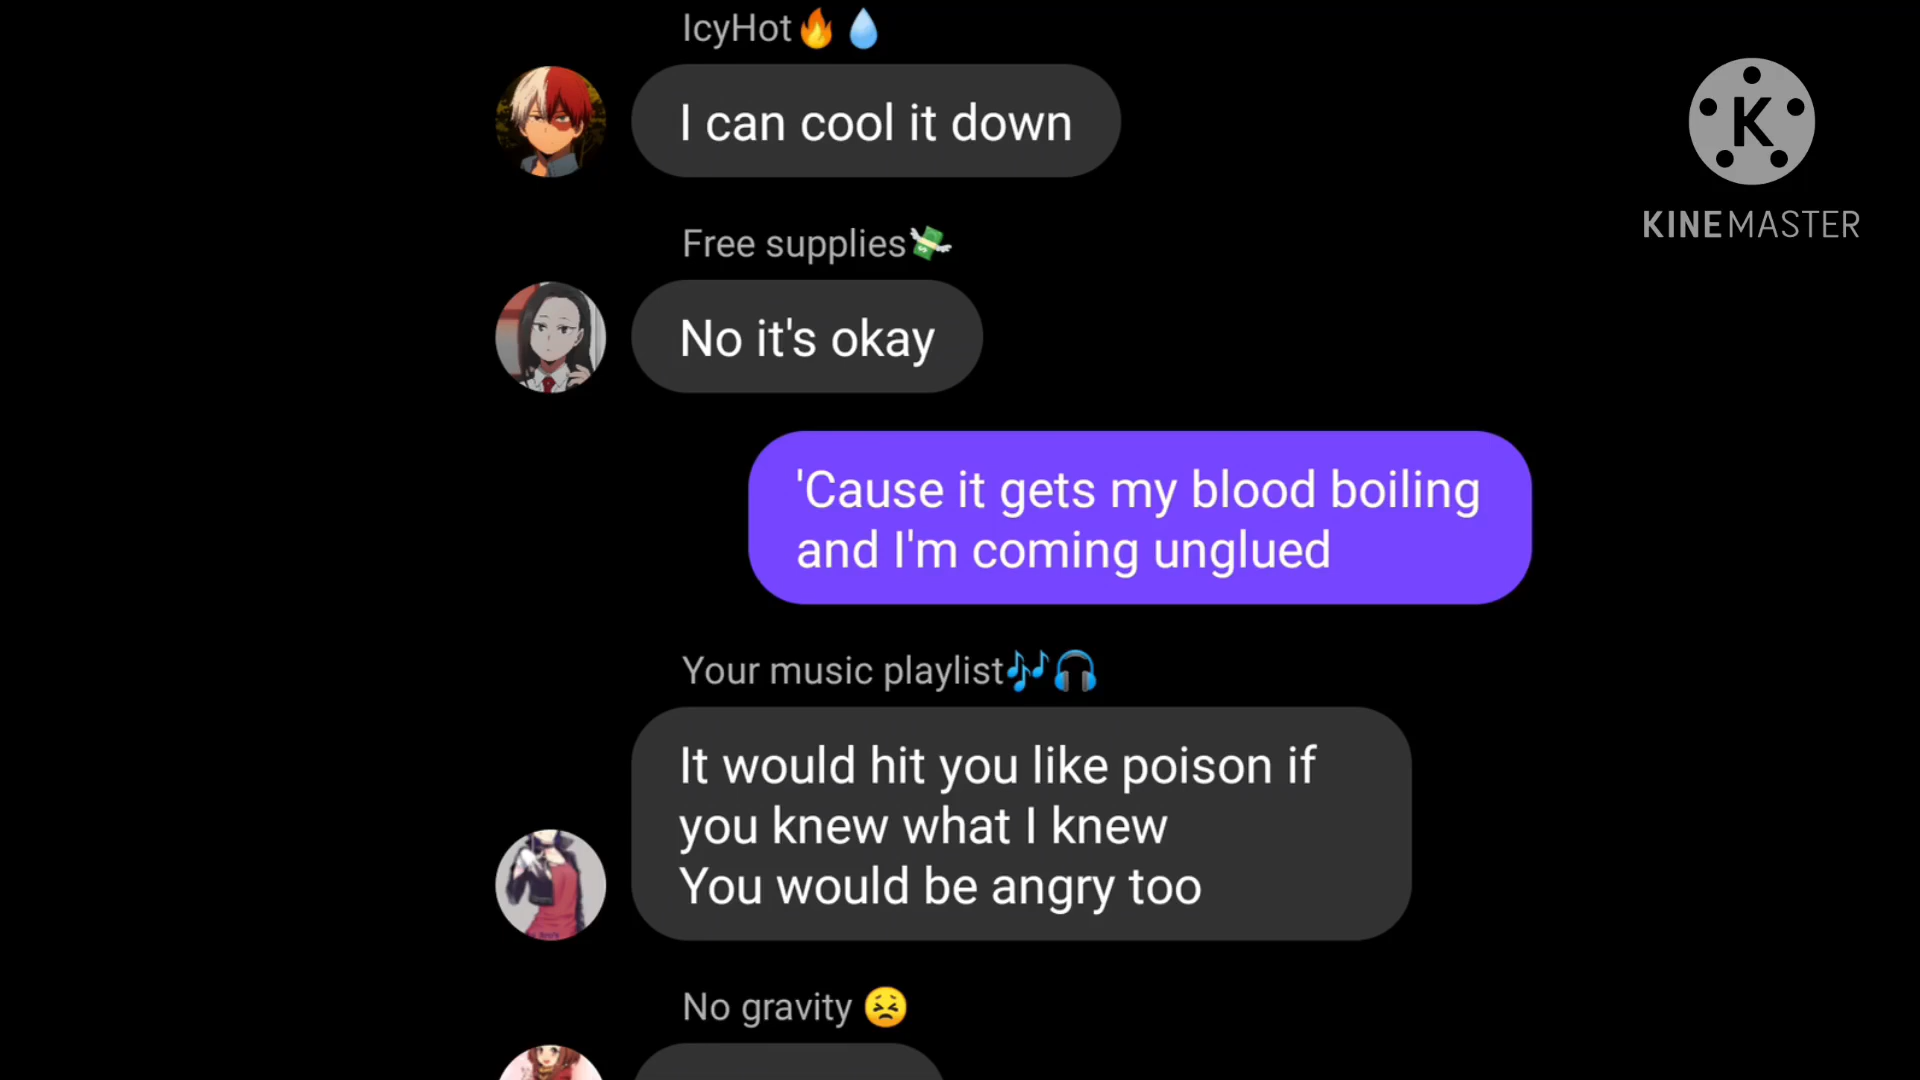 IcyHot🔥💧
I can cool it down
K
KINEMASTER
Free supplies💸
No it's okay
'Cause it gets my blood boiling
and I'm coming unglued
Your music playlist🎶🎧
It would hit you like poison if
you knew what I knew
You would be angry too
No gravity 😣